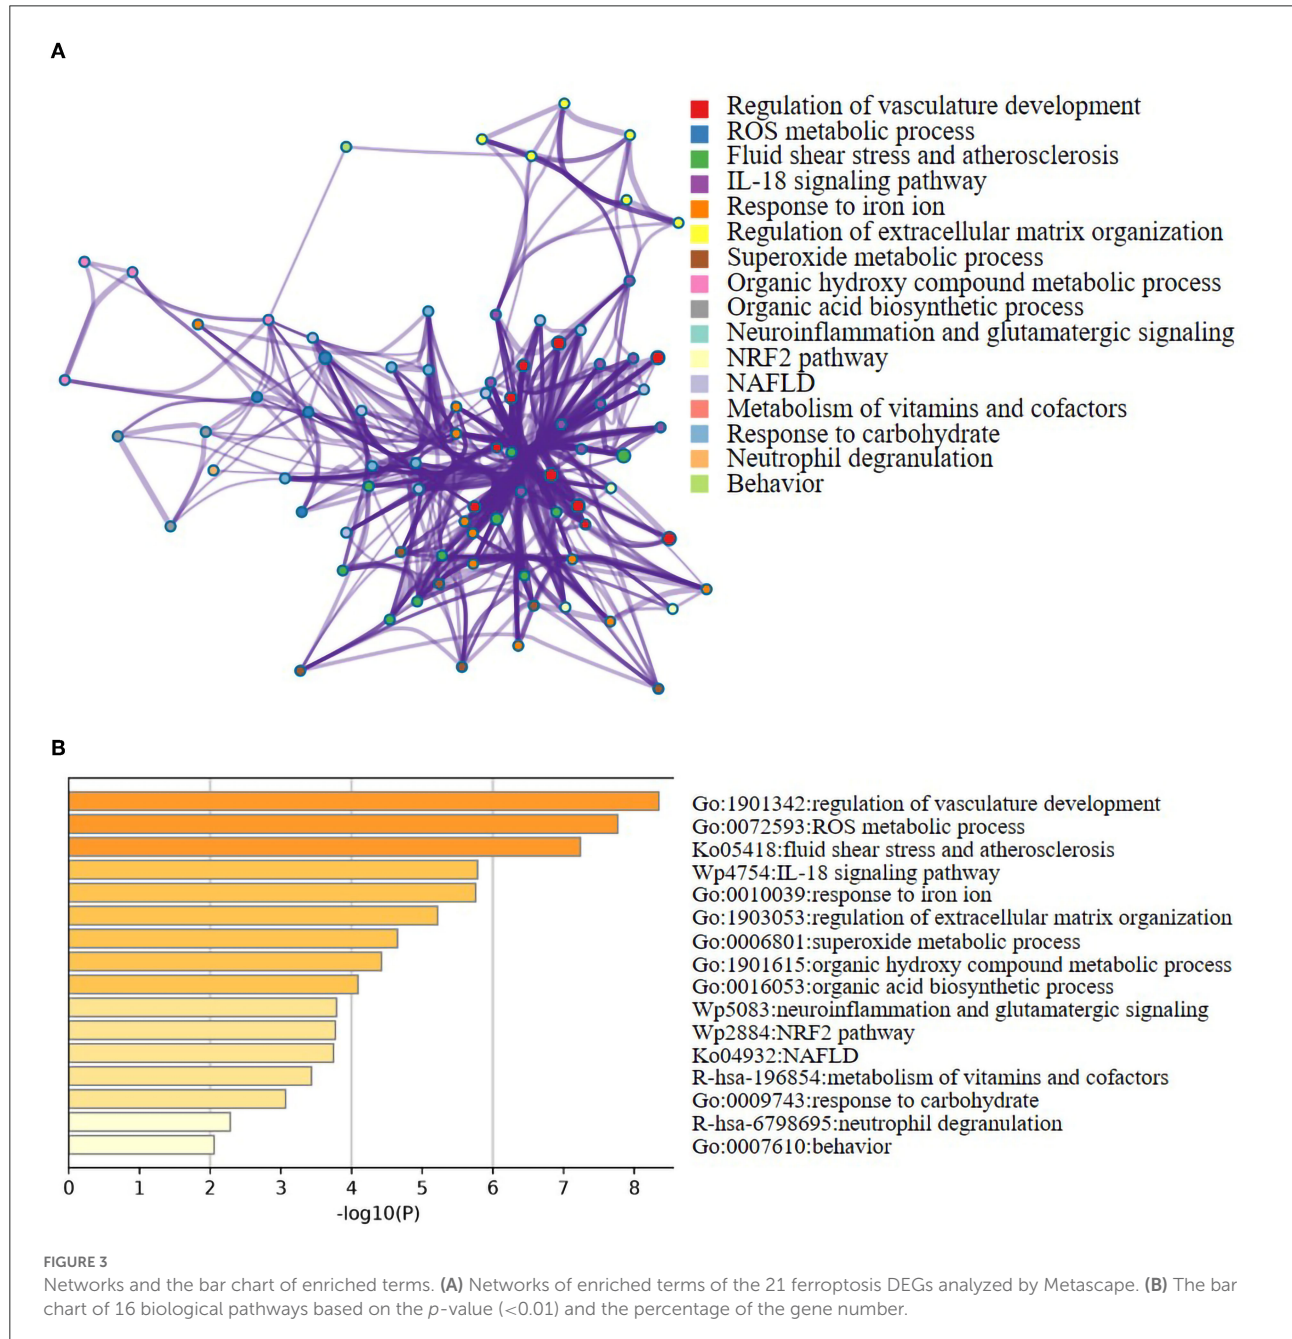 A
Regulation of vasculature development
ROS metabolic process
Fluid shear stress and atherosclerosis
IL-18 signaling pathway
Response to iron ion
Regulation of extracellular matrix organization
Superoxide metabolic process
Organic hydroxy compound metabolic process
Organic acid biosynthetic process
Neuroinflammation and glutamatergic signaling
NRF2 pathway
NAFLD
Metabolism of vitamins and cofactors
Response to carbohydrate
Neutrophil degranulation
Behavior
B
Go:1901342:regulation of vasculature development
Go:0072593:ROS metabolic process
Ko05418:fluid shear stress and atherosclerosis
Wp4754:IL-18 signaling pathway
Go:0010039:response to iron ion
Go:1903053:regulation of extracellular matrix organization
Go:0006801:superoxide metabolic process
Go:1901615:organic hydroxy compound metabolic process
Go:0016053:organic acid biosynthetic process
Wp5083:neuroinflammation and glutamatergic signaling
Wp2884:NRF2 pathway
Ko04932:NAFLD
R-hsa-196854:metabolism of vitamins and cofactors
Go:0009743:response to carbohydrate
R-hsa-6798695:neutrophil degranulation
Go:0007610:behavior
0 1 2 3 4 5 6 7 8
-log10(P)
FIGURE 3
Networks and the bar chart of enriched terms. (A) Networks of enriched terms of the 21 ferroptosis DEGs analyzed by Metascape. (B) The bar
chart of 16 biological pathways based on the p-value (<0.01) and the percentage of the gene number.